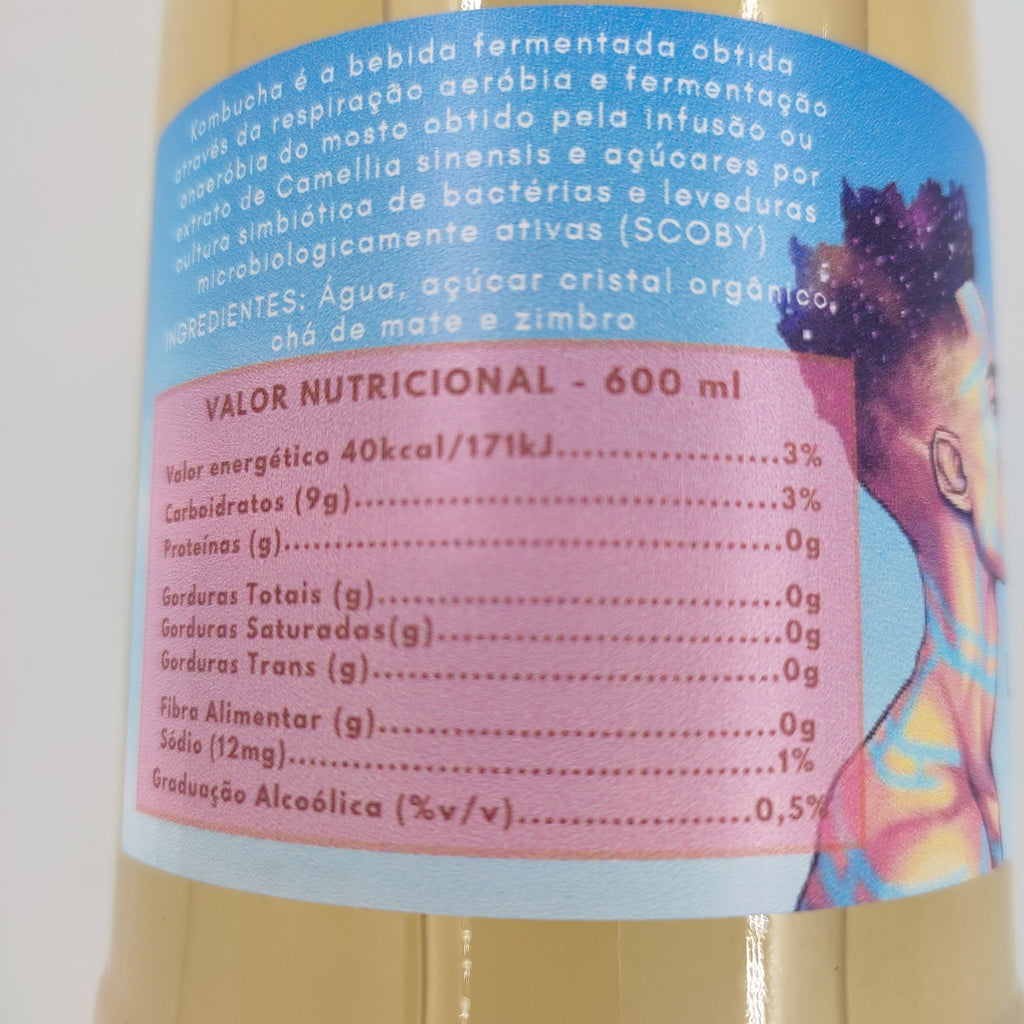 Kombucha é a bebida fermentada obtida
através da respiração aeróbia e fermentação
anaeróbia do mosto obtido pela infusão ou
extrato de Camellia sinensis e açúcares por
cultura simbiótica de bactérias e leveduras
microbiologicamente ativas (SCOBY)
INGREDIENTES: Água, açúcar cristal orgânico,
chá de mate e zimbro
VALOR NUTRICIONAL - 600 ml
Valor energético 40kcal/171kJ....................3%
Carboidratos (9g)....................3%
Proteínas (g)....................0g
Gorduras Totais (g)....................0g
Gorduras Saturadas(g)....................0g
Gorduras Trans (g)....................0g
Fibra Alimentar (g)....................0g
Sódio (12mg)....................1%
Graduação Alcoólica (%v/v)....................0,5%